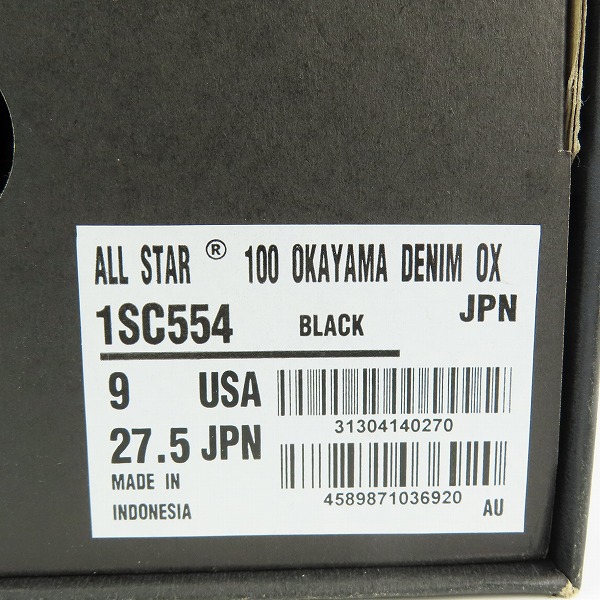 ALL STAR ® 100 OKAYAMA DENIM OX
1SC554 BLACK JPN
9 USA
31304140270
27.5 JPN
MADE IN
INDONESIA
4589871036920 AU